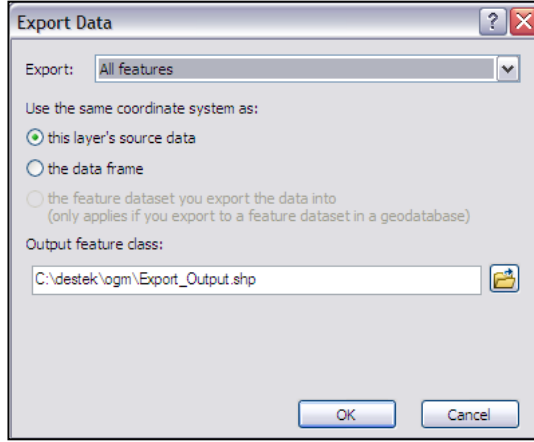 Export Data
Export: All features
Use the same coordinate system as:
this layer's source data
the data frame
the feature dataset you export the data into
(only applies if you export to a feature dataset in a geodatabase)
Output feature class:
C:\destek\ogm\Export_Output.shp
OK Cancel